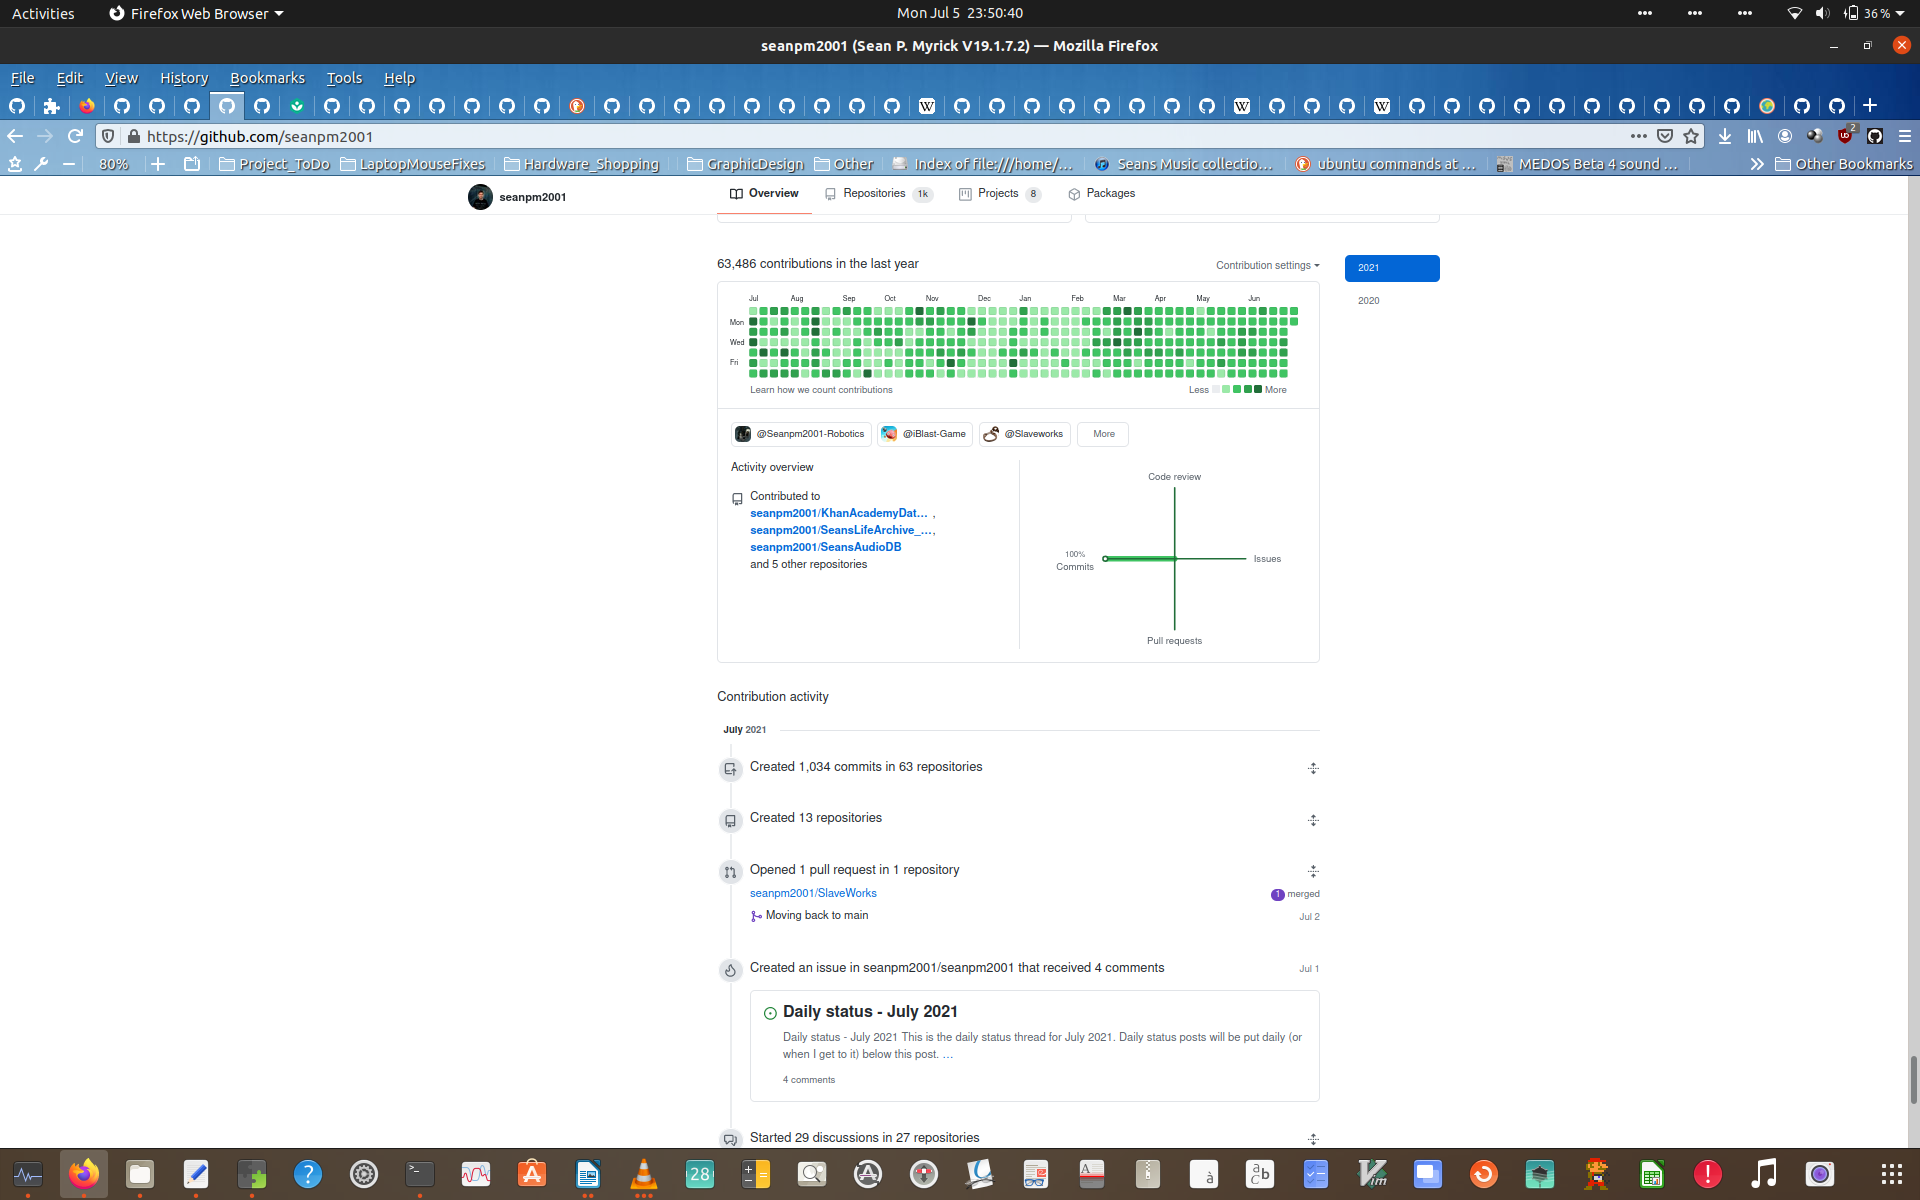 Activities
Firefox Web Browser
Mon Jul 5 23:50:40
36 %
seanpm2001 (Sean P. Myrick V19.1.7.2) — Mozilla Firefox
File Edit View History Bookmarks Tools Help
https://github.com/seanpm2001
2
80%
Project_ToDo
LaptopMouseFixes
Hardware_Shopping
GraphicDesign
Other
Index of file:///home/…
Seans Music collectio…
ubuntu commands at …
MEDOS Beta 4 sound …
Other Bookmarks
seanpm2001
Overview
Repositories 1k
Projects 8
Packages
63,486 contributions in the last year
Contribution settings
2021
2020
Jul Aug Sep Oct Nov Dec Jan Feb Mar Apr May Jun
Mon
Wed
Fri
Learn how we count contributions
Less More
@Seanpm2001-Robotics
@iBlast-Game
@Slaveworks
More
Activity overview
Contributed to
seanpm2001/KhanAcademyDat… ,
seanpm2001/SeansLifeArchive_…,
seanpm2001/SeansAudioDB
and 5 other repositories
Code review
100%
Commits
Issues
Pull requests
Contribution activity
July 2021
Created 1,034 commits in 63 repositories
Created 13 repositories
Opened 1 pull request in 1 repository
seanpm2001/SlaveWorks
1 merged
Moving back to main
Jul 2
Created an issue in seanpm2001/seanpm2001 that received 4 comments
Jul 1
Daily status - July 2021
Daily status - July 2021 This is the daily status thread for July 2021. Daily status posts will be put daily (or
when I get to it) below this post. …
4 comments
Started 29 discussions in 27 repositories
28